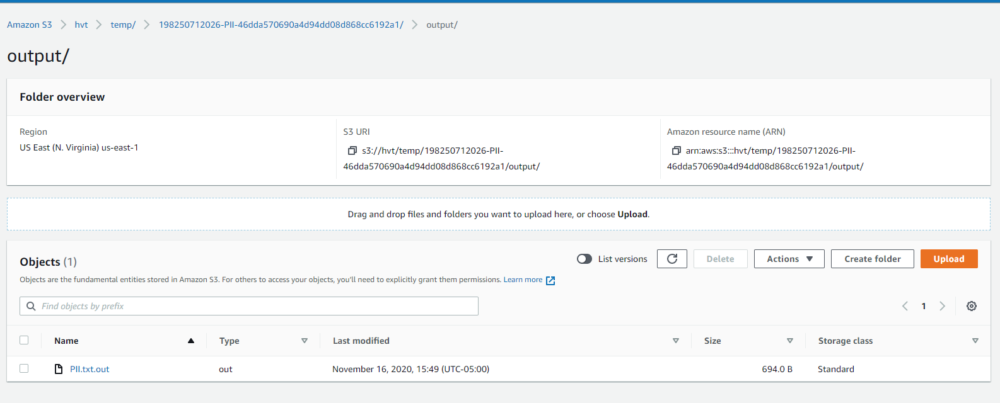 Amazon S3 hvt temp/ 198250712026-PII-46dda570690a4d94dd08d868cc6192a1/ output/
output/
Folder overview
Region
US East (N. Virginia) us-east-1
S3 URI
s3://hvt/temp/198250712026-PII-
46dda570690a4d94dd08d868cc6192a1/output/
Amazon resource name (ARN)
arn:aws:s3:::hvt/temp/198250712026-PII-
46dda570690a4d94dd08d868cc6192a1/output/
Drag and drop files and folders you want to upload here, or choose Upload.
Objects (1)
List versions Delete Actions Create folder Upload
Objects are the fundamental entities stored in Amazon S3. For others to access your objects, you'll need to explicitly grant them permissions. Learn more
Find objects by prefix
1
Name Type Last modified Size Storage class
PII.txt.out out November 16, 2020, 15:49 (UTC-05:00) 694.0 B Standard